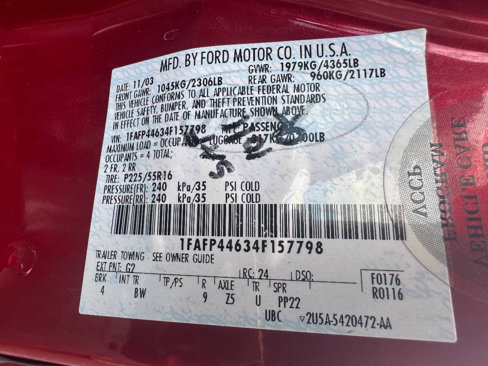 MFD. BY FORD MOTOR CO. IN U.S.A.
DATE: 11/03 GVWR: 1979KG/4365LB
FRONT GAWR: 1045KG/2306LB REAR GAWR: 960KG/2117LB
THIS VEHICLE CONFORMS TO ALL APPLICABLE FEDERAL MOTOR
VEHICLE SAFETY, BUMPER, AND THEFT PREVENTION STANDARDS
IN EFFECT ON THE DATE OF MANUFACTURE SHOWN ABOVE.
VIN: 1FAFP44634F157798
MAXIMUM LOAD = LUGGAGE
OCCUPANTS = 4 TOTAL;
2 FR, 2 RR
TIRE: P225/55R16
PRESSURE(FR) 240 kPa/35 PSI COLD
PRESSURE(RR) 240 kPa/35 PSI COLD
1FAFP44634F157798
TRAILER TOWING - SEE OWNER GUIDE
EXT PNT: G2 RC: 24 DSO: F0176
BRK INT TR TP/PS R AXLE TR SPR R0116
4 BW 9 Z5 U PP22
UBC 2U5A-5420472-AA
VEHICLE CARE